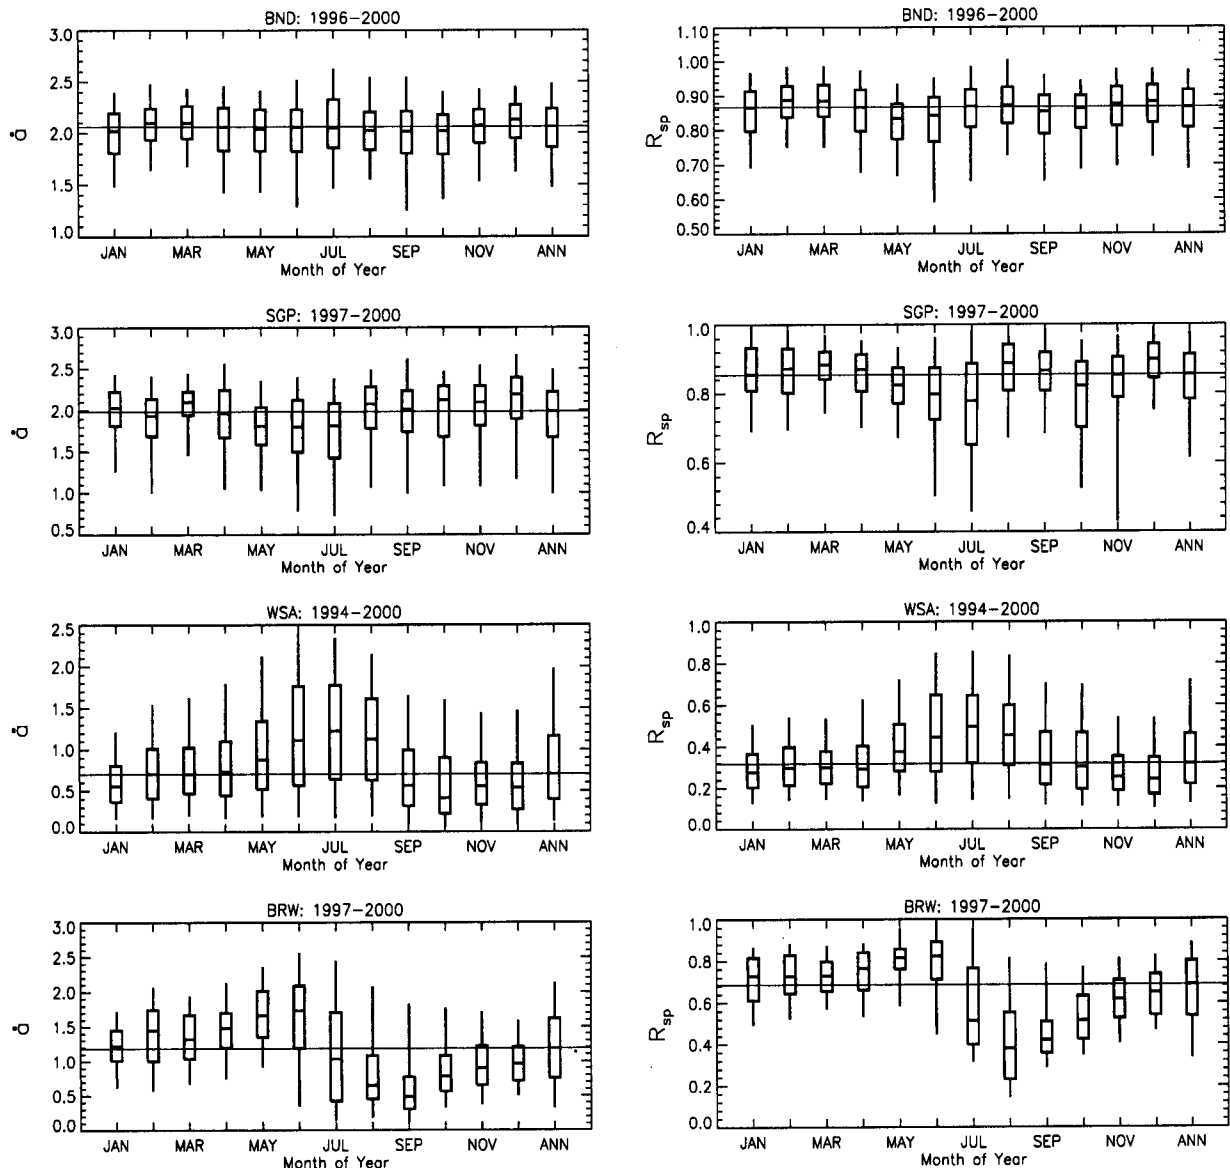 BND: 1996-2000
3.0
2.5
2.0
1.5
1.0
å
JAN MAR MAY JUL SEP NOV ANN
Month of Year
BND: 1996-2000
1.10
1.00
0.90
0.80
0.70
0.60
0.50
Rsp
JAN MAR MAY JUL SEP NOV ANN
Month of Year
SGP: 1997-2000
3.0
2.5
2.0
1.5
1.0
0.5
å
JAN MAR MAY JUL SEP NOV ANN
Month of Year
SGP: 1997-2000
1.0
0.8
0.6
0.4
Rsp
JAN MAR MAY JUL SEP NOV ANN
Month of Year
WSA: 1994-2000
2.5
2.0
1.5
1.0
0.5
0.0
å
JAN MAR MAY JUL SEP NOV ANN
Month of Year
WSA: 1994-2000
1.0
0.8
0.6
0.4
0.2
0.0
Rsp
JAN MAR MAY JUL SEP NOV ANN
Month of Year
BRW: 1997-2000
3.0
2.5
2.0
1.5
1.0
0.5
0.0
å
JAN MAR MAY JUL SEP NOV ANN
Month of Year
BRW: 1997-2000
1.0
0.8
0.6
0.4
0.2
0.0
Rsp
JAN MAR MAY JUL SEP NOV ANN
Month of Year